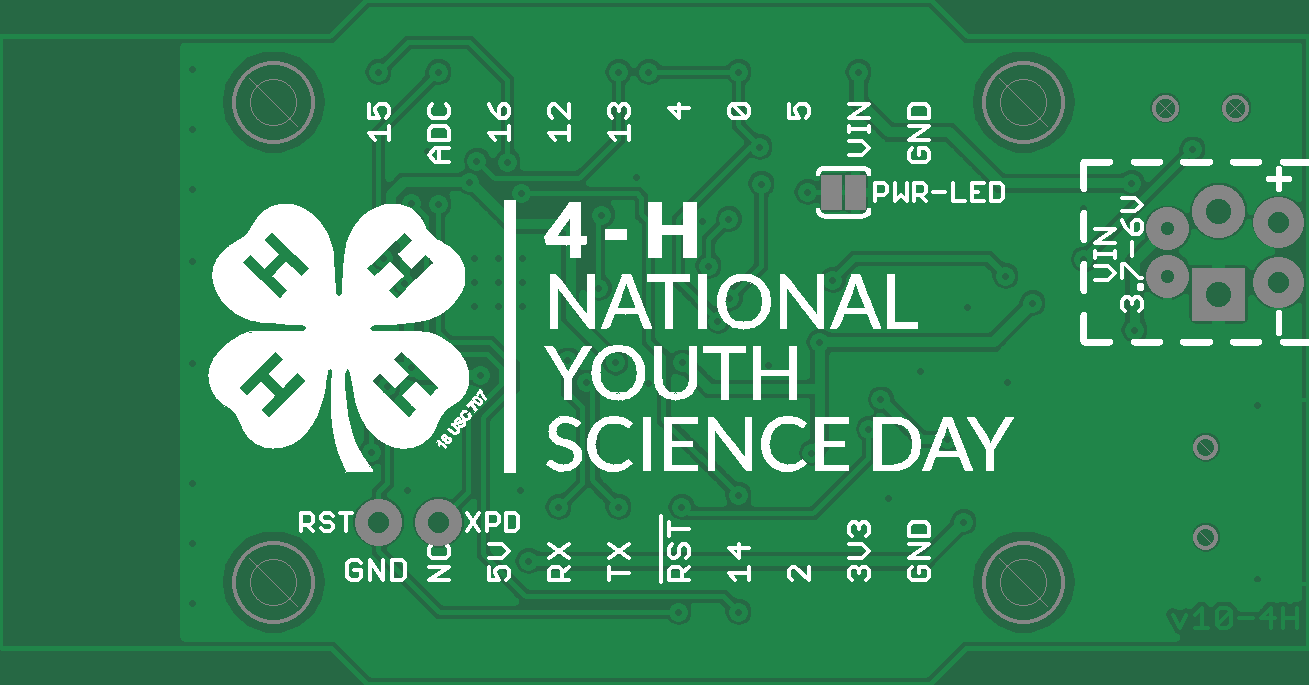 15
ADC
16
12
13
4
0
5
VIN
GND
PWR-LED
+
VIN
3.7-6V
-
H H
H H
18 USC 707
4-H
NATIONAL
YOUTH
SCIENCE DAY
RST
XPD
GND
NC
5V
RX
TX
RST
14
2
3V3
GND
v10-4H